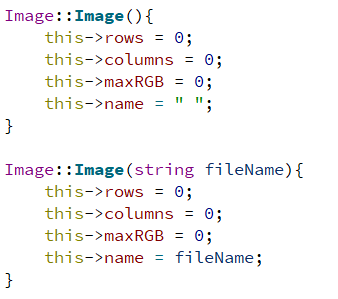 Image::Image(){
    this->rows = 0;
    this->columns = 0;
    this->maxRGB = 0;
    this->name = " ";
}

Image::Image(string fileName){
    this->rows = 0;
    this->columns = 0;
    this->maxRGB = 0;
    this->name = fileName;
}